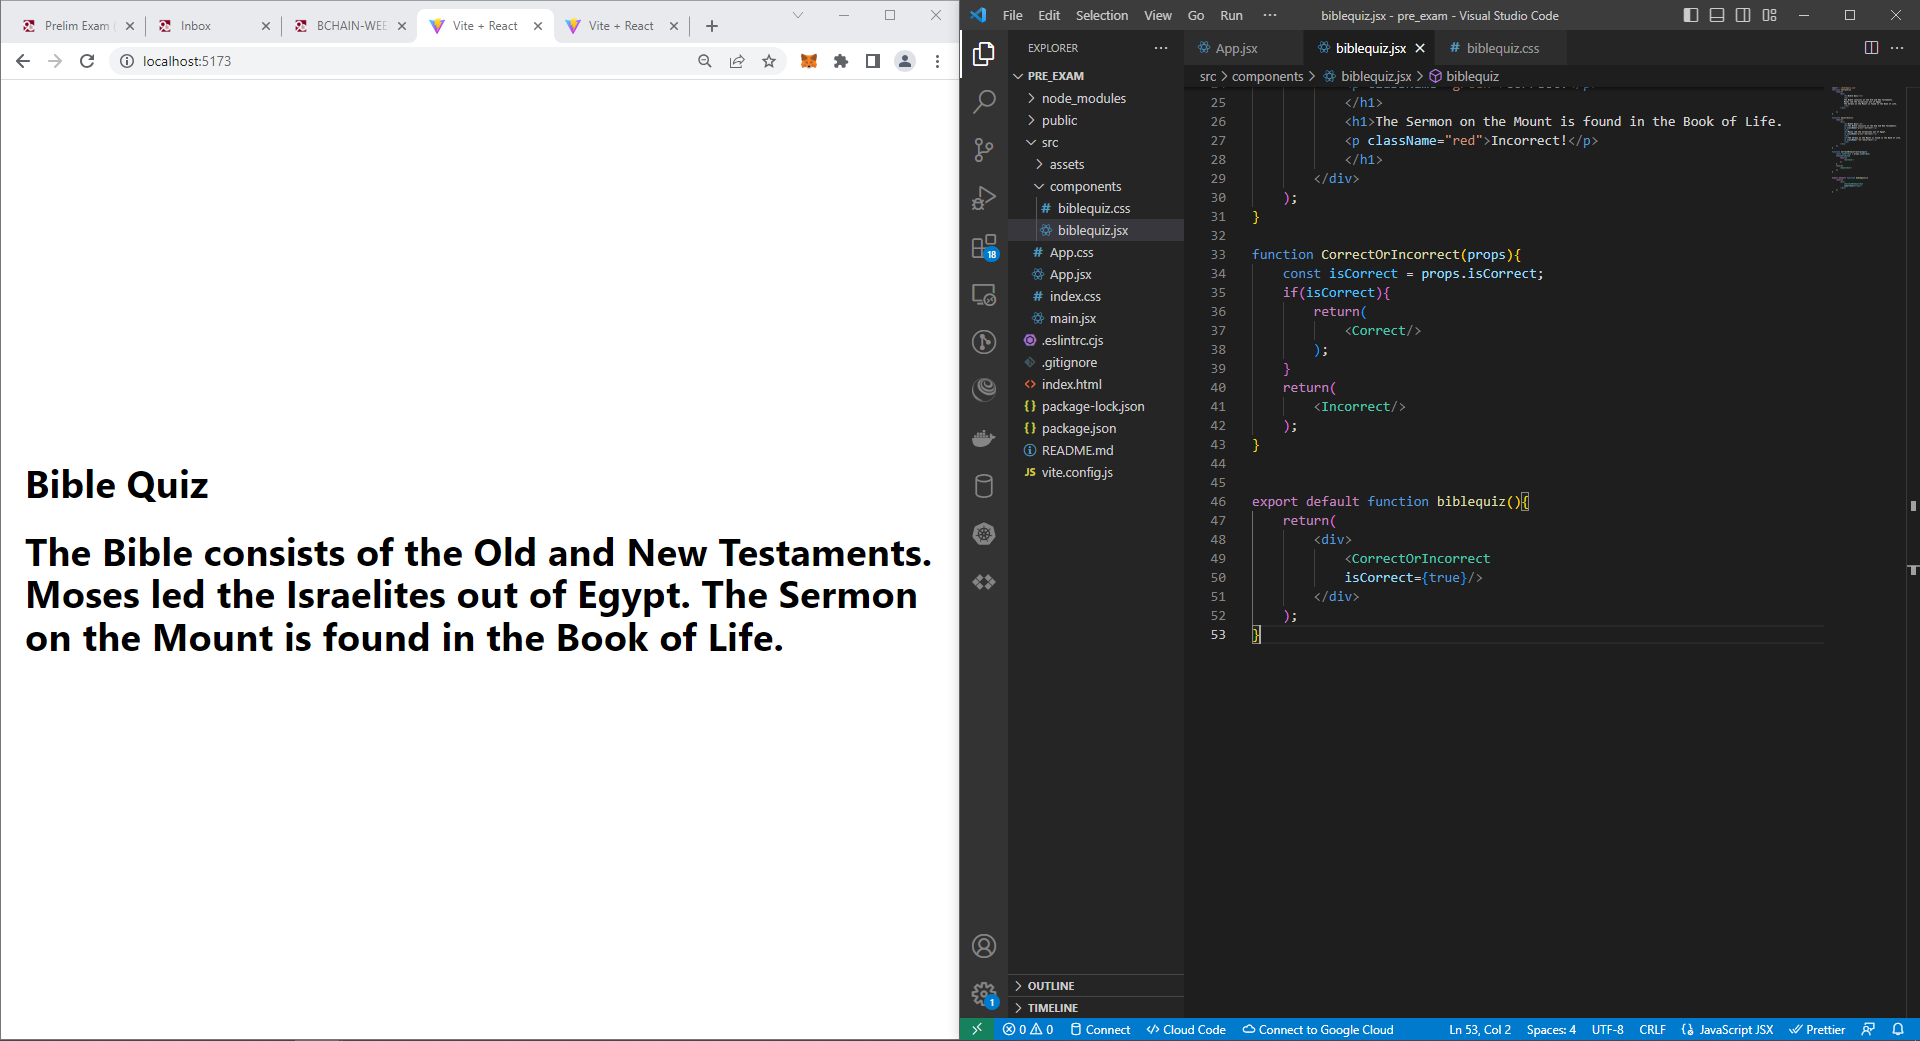 Prelim Exam
Inbox
BCHAIN-WEE
Vite + React
Vite + React
localhost:5173
Bible Quiz
The Bible consists of the Old and New Testaments.
Moses led the Israelites out of Egypt. The Sermon
on the Mount is found in the Book of Life.
File Edit Selection View Go Run ···
biblequiz.jsx - pre_exam - Visual Studio Code
EXPLORER
PRE_EXAM
node_modules
public
src
assets
components
# biblequiz.css
biblequiz.jsx
# App.css
App.jsx
# index.css
main.jsx
.eslintrc.cjs
.gitignore
<> index.html
{} package-lock.json
{} package.json
README.md
JS vite.config.js
OUTLINE
TIMELINE
18
1
App.jsx
biblequiz.jsx
# biblequiz.css
src > components > biblequiz.jsx > biblequiz
25 </h1>
26 <h1>The Sermon on the Mount is found in the Book of Life.
27 <p className="red">Incorrect!</p>
28 </h1>
29 </div>
30 );
31 }
32
33 function CorrectOrIncorrect(props){
34 const isCorrect = props.isCorrect;
35 if(isCorrect){
36 return(
37 <Correct/>
38 );
39 }
40 return(
41 <Incorrect/>
42 );
43 }
44
45
46 export default function biblequiz(){
47 return(
48 <div>
49 <CorrectOrIncorrect
50 isCorrect={true}/>
51 </div>
52 );
53 }
0 0 Connect Cloud Code Connect to Google Cloud Ln 53, Col 2 Spaces: 4 UTF-8 CRLF JavaScript JSX Prettier